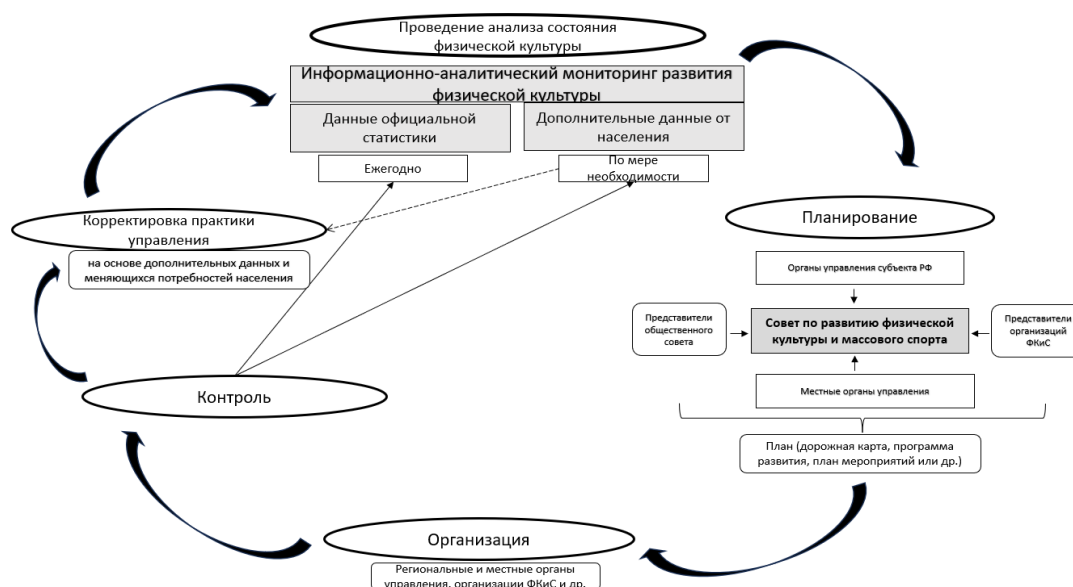 Проведение анализа состояния
физической культуры
Информационно-аналитический мониторинг развития
физической культуры
Данные официальной
статистики
Дополнительные данные от
населения
Ежегодно
По мере
необходимости
Корректировка практики
управления
на основе дополнительных данных и
меняющихся потребностей населения
Планирование
Органы управления субъекта РФ
Представители
общественного
совета
Совет по развитию физической
культуры и массового спорта
Представители
организаций
ФКиС
Местные органы управления
План (дорожная карта, программа
развития, план мероприятий или др.)
Контроль
Организация
Региональные и местные органы
управления, организации ФКиС и др.